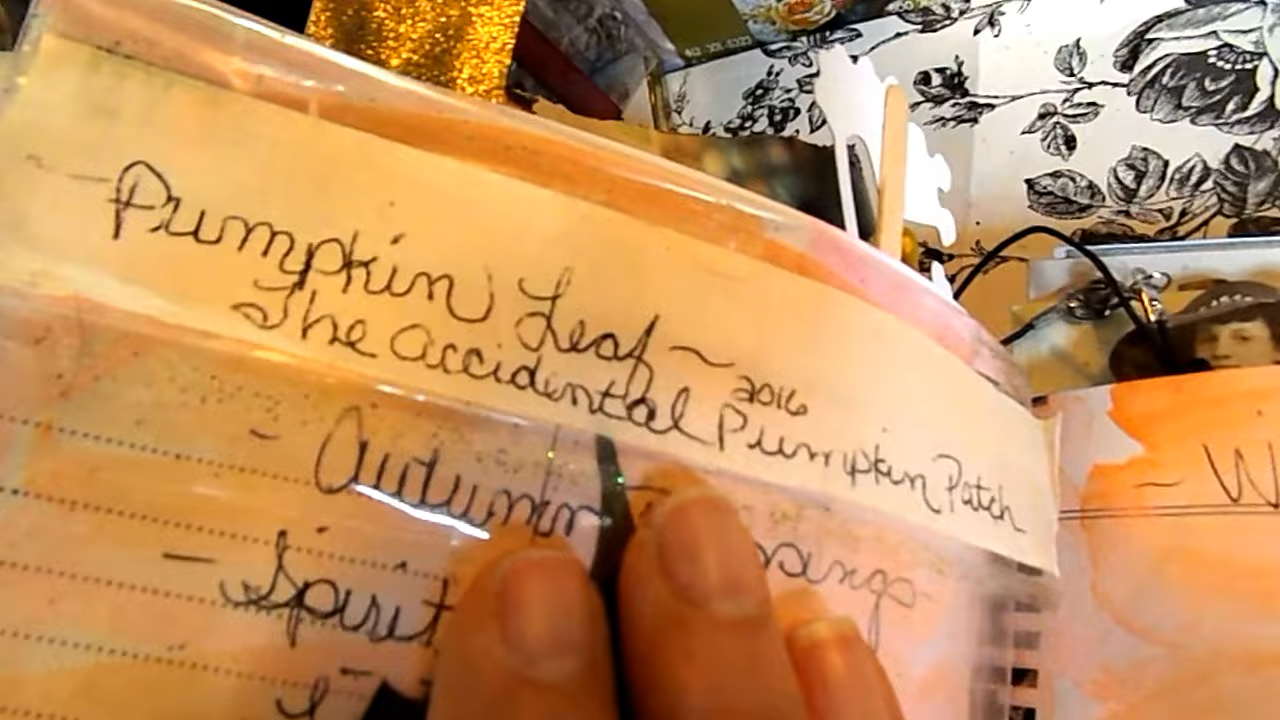 - Pumpkin Leaf ~ 2016
The Accidental Pumpkin Patch
- Autumn
- Spirit
- W